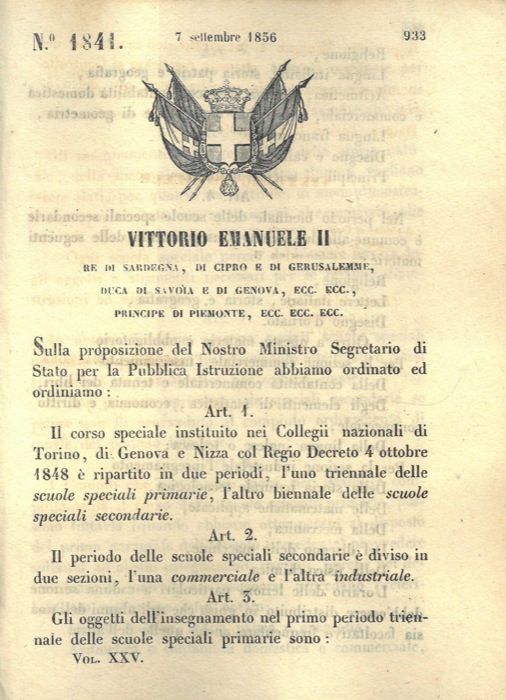 N.º 1841.
7 settembre 1856
933
VITTORIO EMANUELE II
RE DI SARDEGNA, DI CIPRO E DI GERUSALEMME,
DUCA DI SAVOIA E DI GENOVA, ECC. ECC.,
PRINCIPE DI PIEMONTE, ECC. ECC. ECC.
Sulla proposizione del Nostro Ministro Segretario di
Stato per la Pubblica Istruzione abbiamo ordinato ed
ordiniamo :
Art. 1.
Il corso speciale instituito nei Collegii nazionali di
Torino, di Genova e Nizza col Regio Decreto 4 ottobre
1848 è ripartito in due periodi, l'uno triennale delle
scuole speciali primarie, l'altro biennale delle scuole
speciali secondarie.
Art. 2.
Il periodo delle scuole speciali secondarie è diviso in
due sezioni, l'una commerciale e l'altra industriale.
Art. 3.
Gli oggetti dell'insegnamento nel primo periodo trien-
nale delle scuole speciali primarie sono :
VOL. XXV.